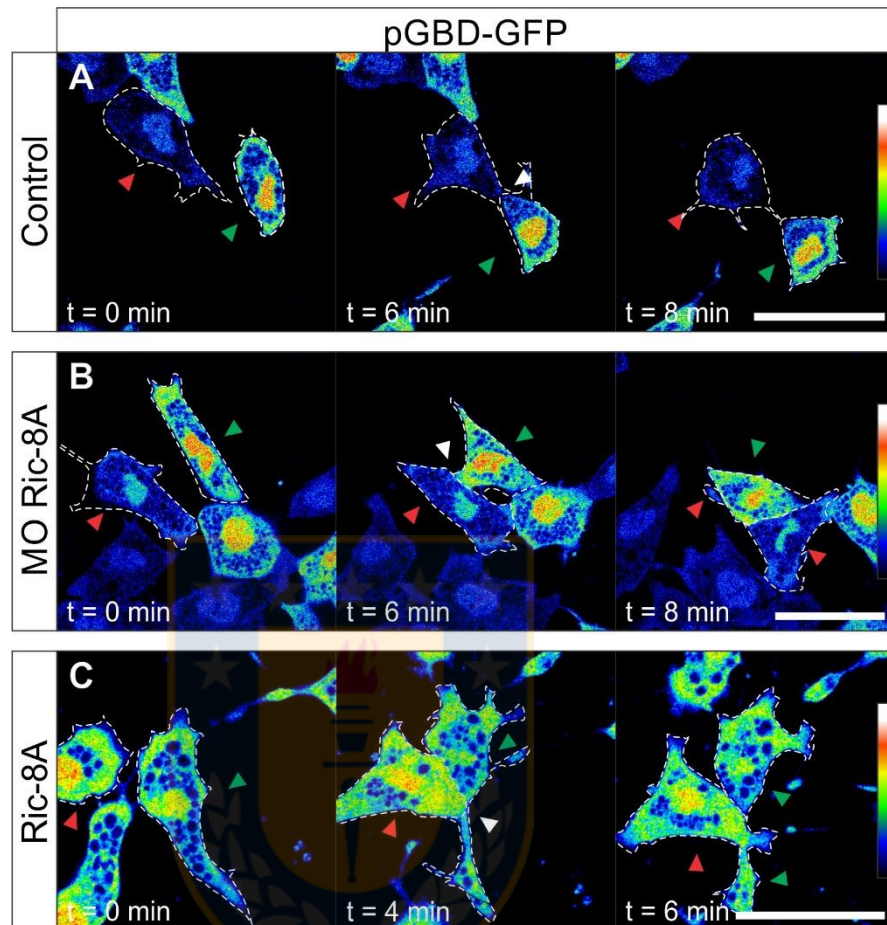 pGBD-GFP
Control
A
t = 0 min
t = 6 min
t = 8 min
MO Ric-8A
B
t = 0 min
t = 6 min
t = 8 min
Ric-8A
C
t = 0 min
t = 4 min
t = 6 min